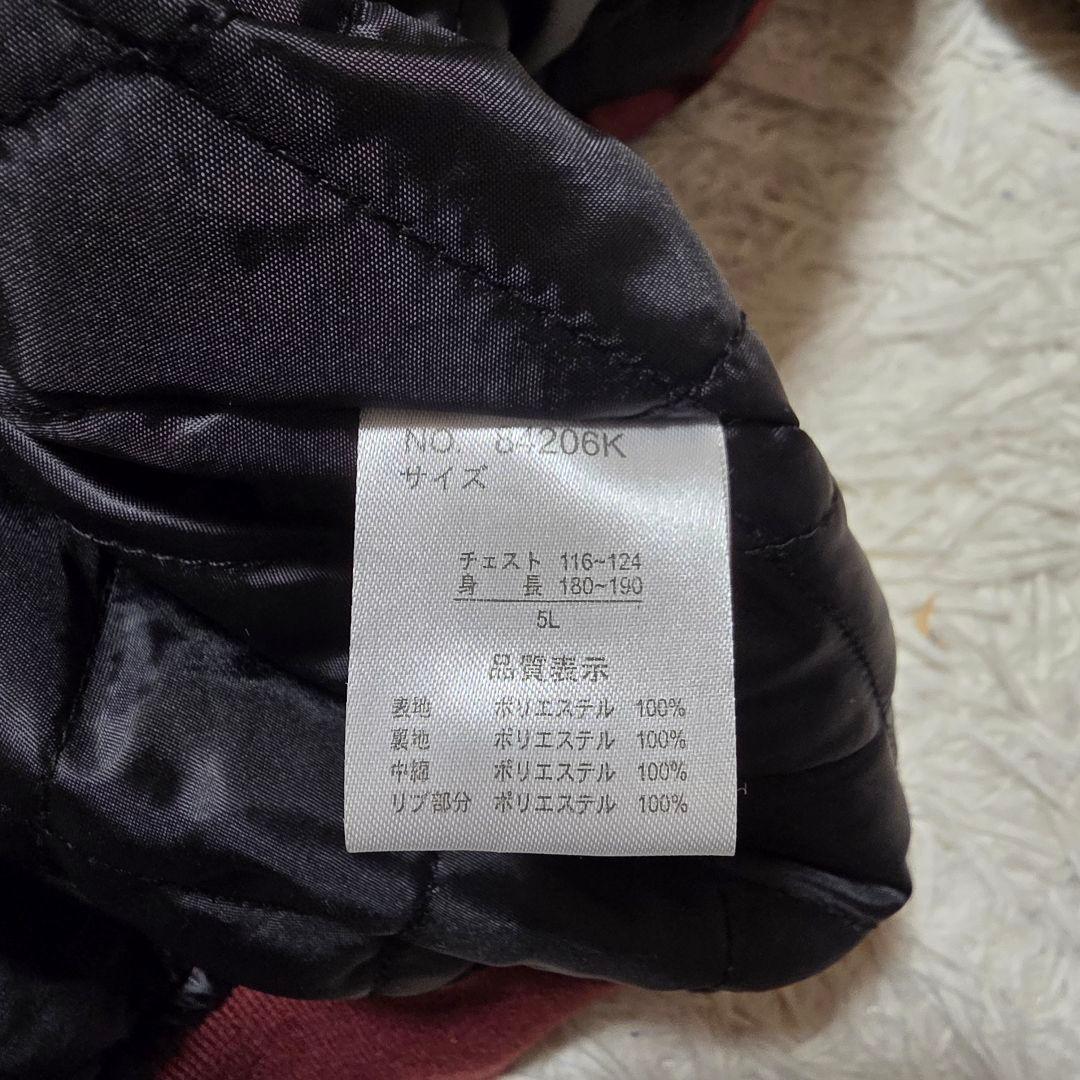 NO. 84206K
サイズ
チェスト 116~124
身 長 180~190
5L
品質表示
表地 ポリエステル 100%
裏地 ポリエステル 100%
中綿 ポリエステル 100%
リブ部分 ポリエステル 100%